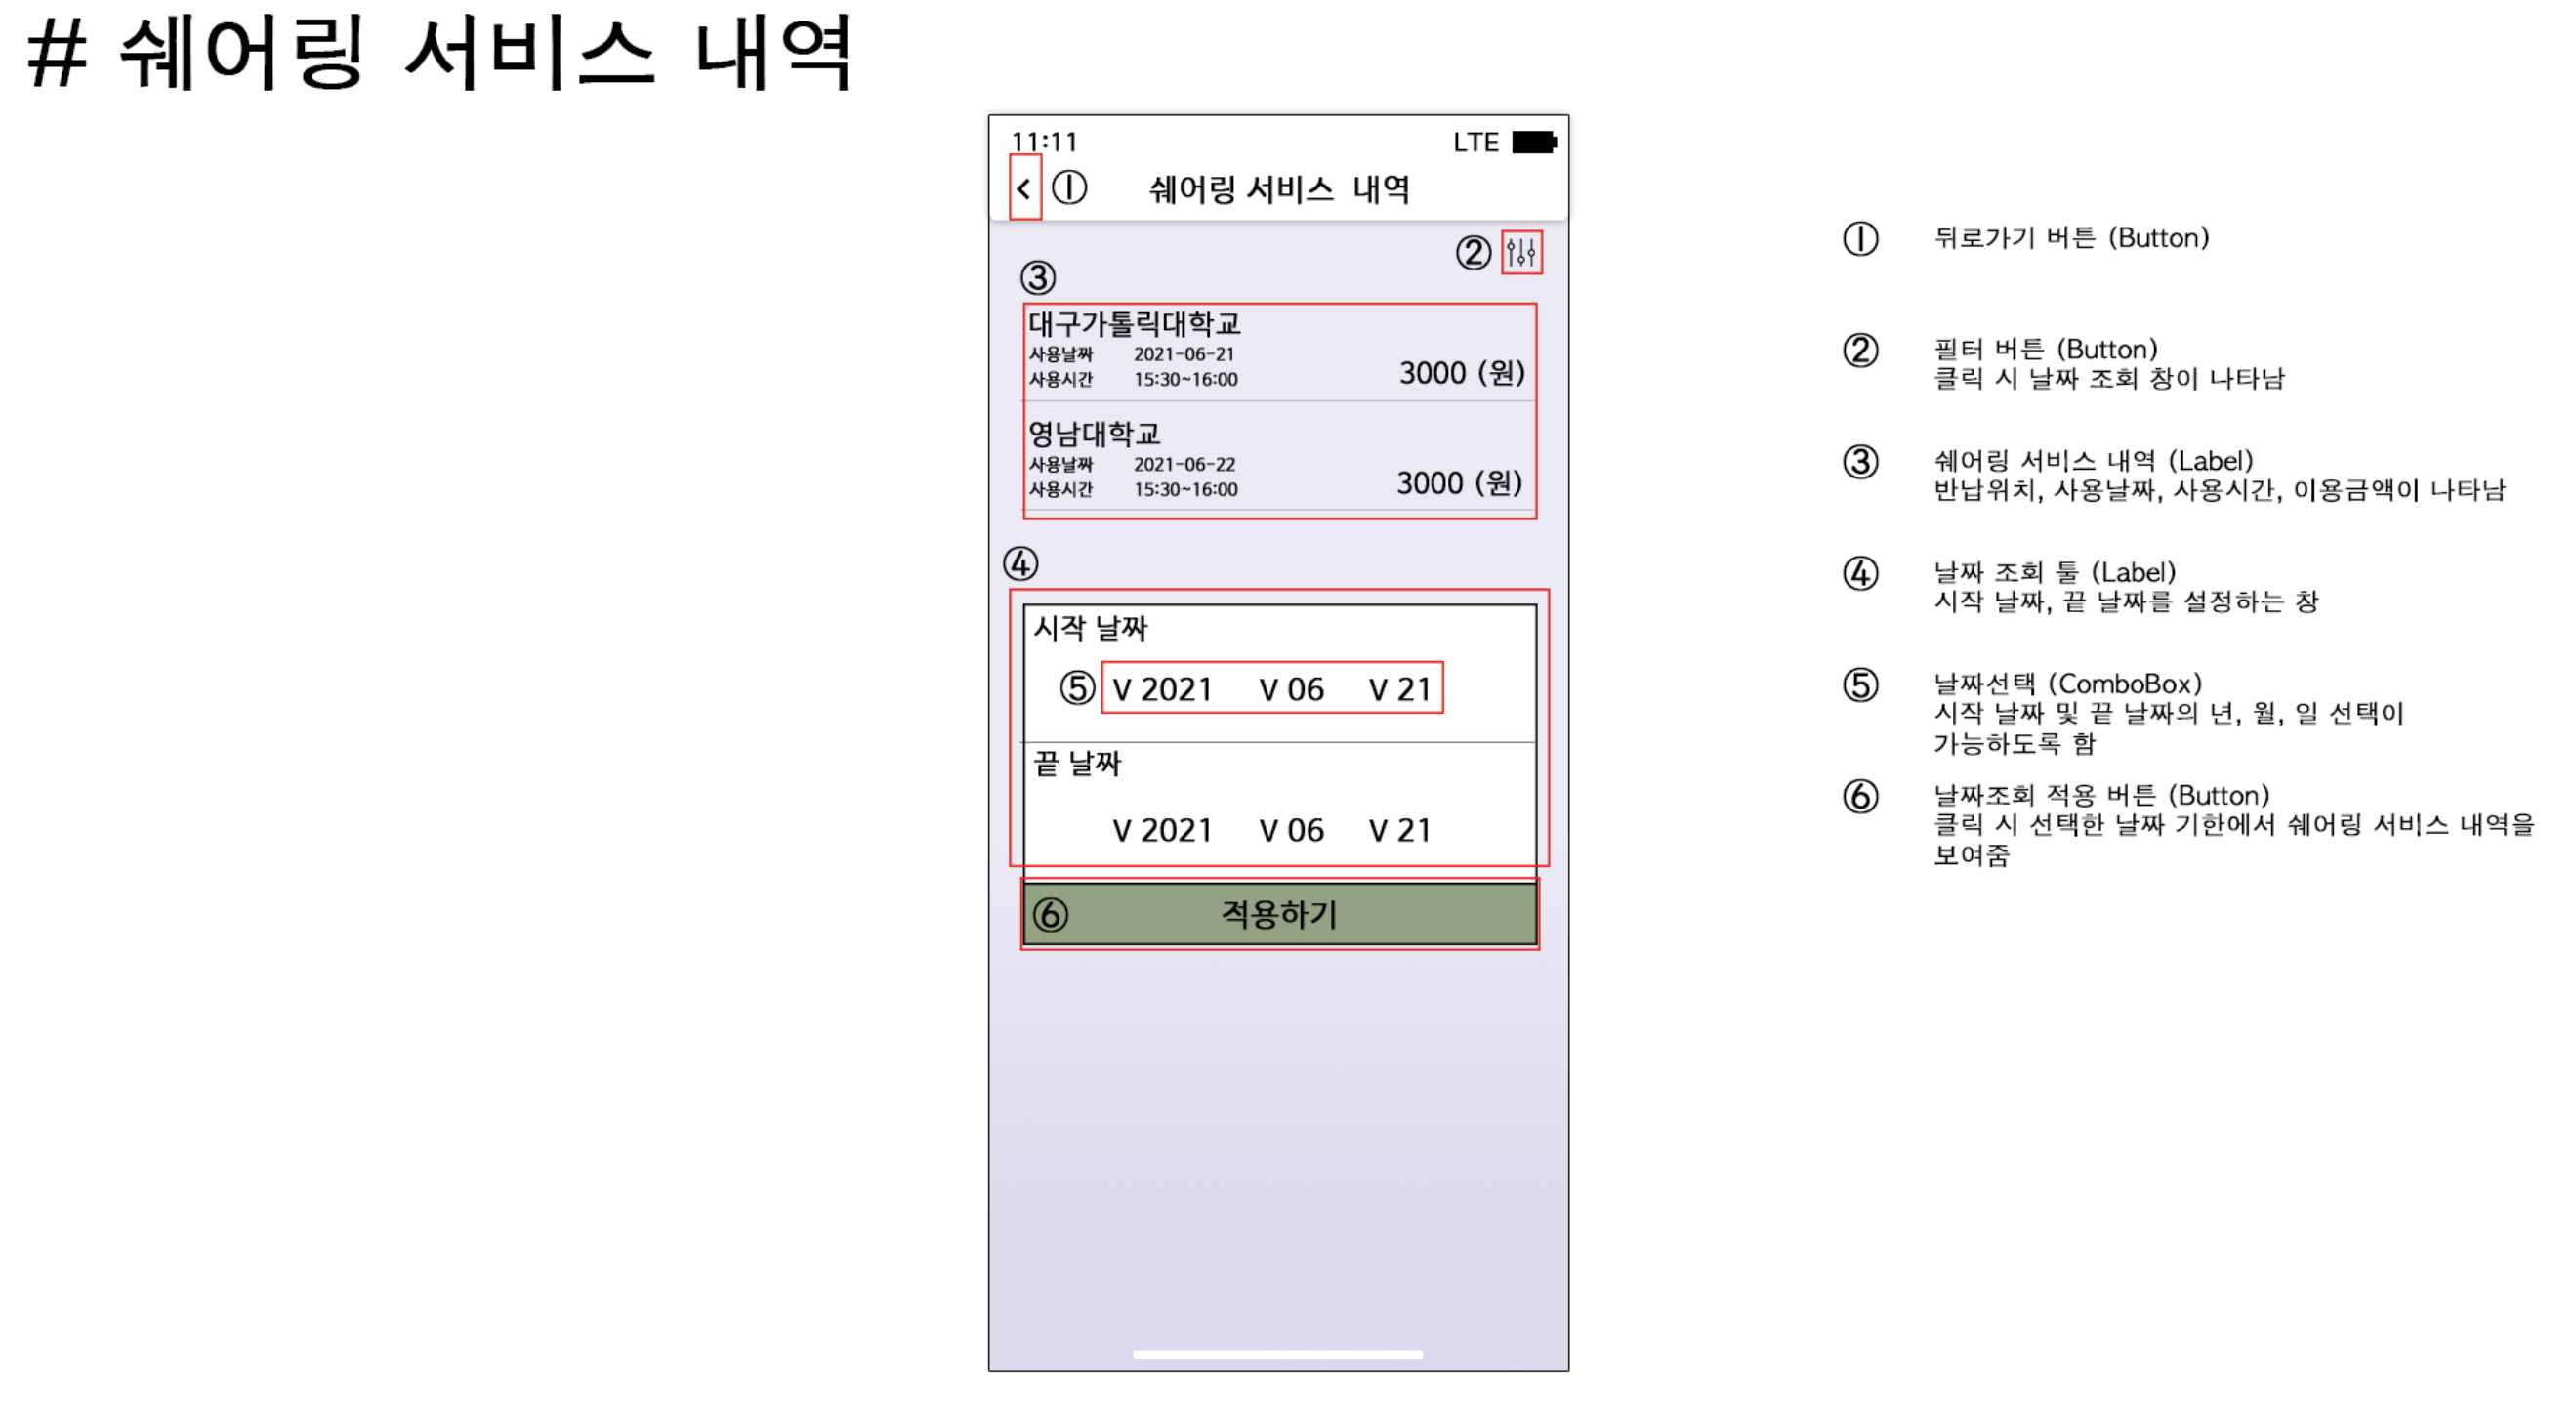 # 쉐어링 서비스 내역
11:11 LTE
< ① 쉐어링 서비스 내역
②
③
대구가톨릭대학교
사용날짜 2021-06-21
사용시간 15:30~16:00 3000 (원)
영남대학교
사용날짜 2021-06-22
사용시간 15:30~16:00 3000 (원)
④
시작 날짜
⑤ V 2021 V 06 V 21
끝 날짜
V 2021 V 06 V 21
⑥ 적용하기
① 뒤로가기 버튼 (Button)
② 필터 버튼 (Button)
클릭 시 날짜 조회 창이 나타남
③ 쉐어링 서비스 내역 (Label)
반납위치, 사용날짜, 사용시간, 이용금액이 나타남
④ 날짜 조회 툴 (Label)
시작 날짜, 끝 날짜를 설정하는 창
⑤ 날짜선택 (ComboBox)
시작 날짜 및 끝 날짜의 년, 월, 일 선택이
가능하도록 함
⑥ 날짜조회 적용 버튼 (Button)
클릭 시 선택한 날짜 기한에서 쉐어링 서비스 내역을
보여줌